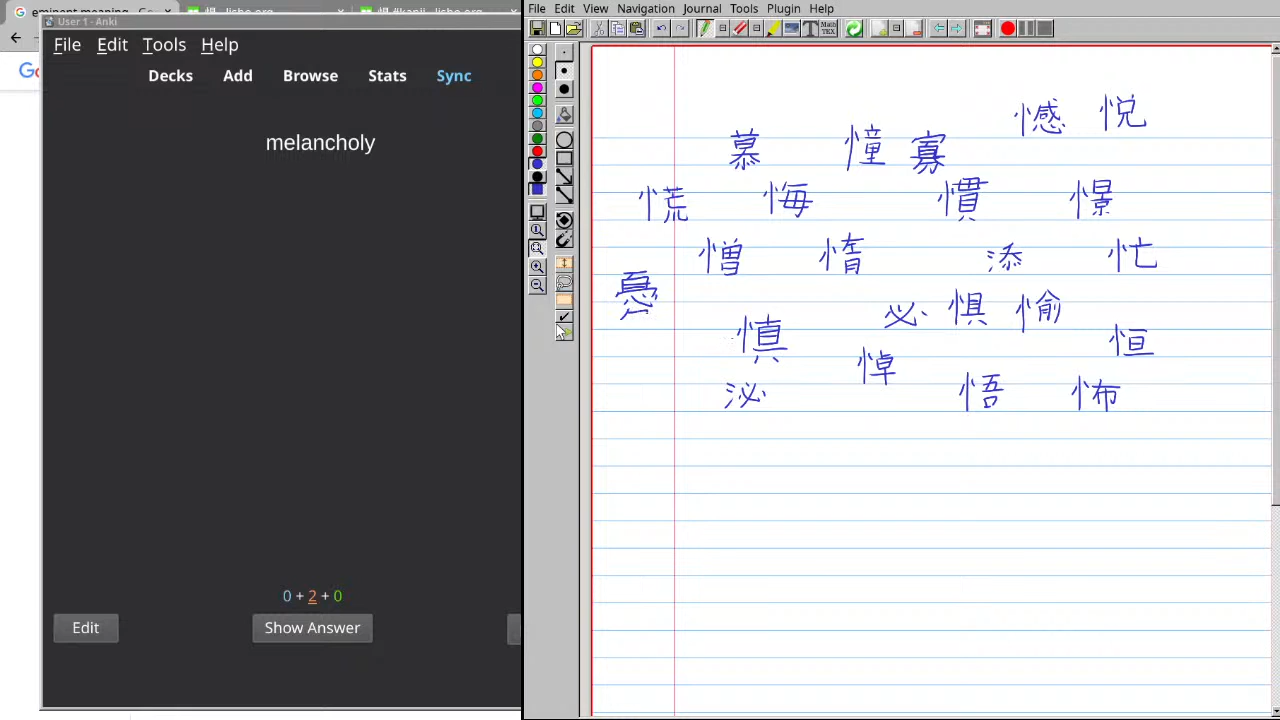 User 1 - Anki
File Edit Tools Help
Decks Add Browse Stats Sync
melancholy
0 + 2 + 0
Edit Show Answer
File Edit View Navigation Journal Tools Plugin Help
憾 悦
慕 憧 寡
慌 悔 慣 憬
憎 惰 添 忙
憂 必 惧 愉
慎 恒
悼
泌 悟 怖